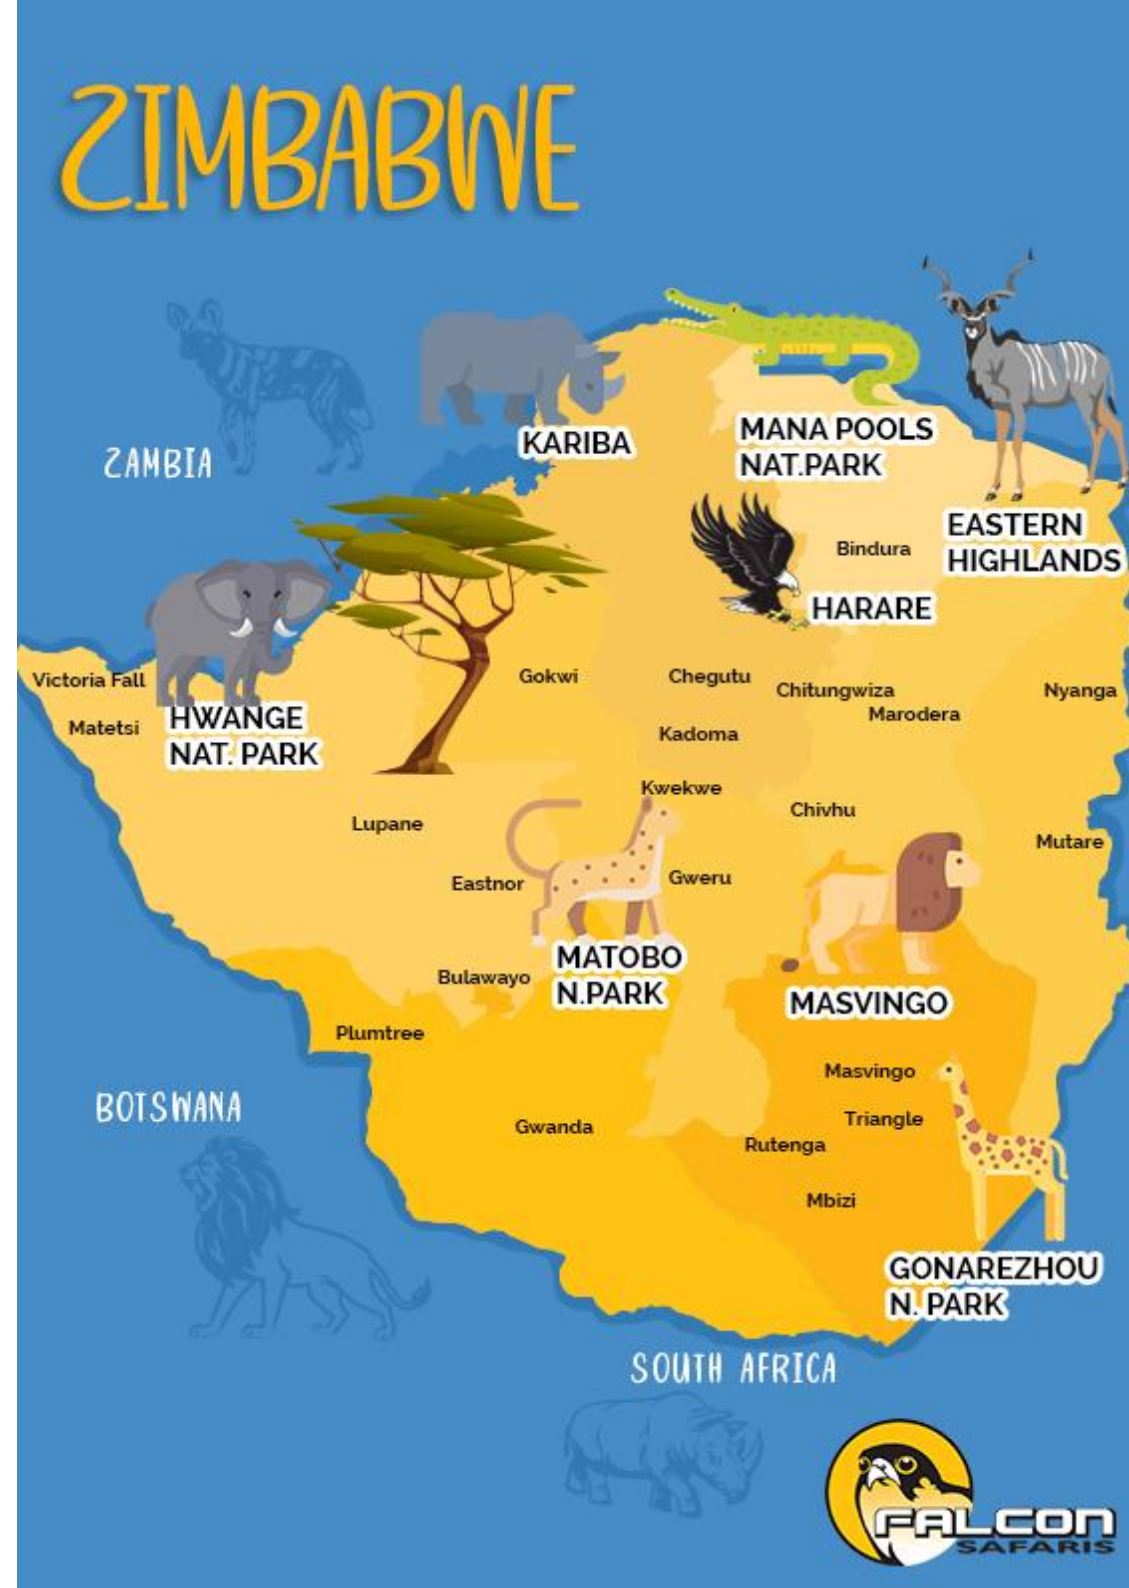 ZIMBABWE
ZAMBIA
KARIBA
MANA POOLS
NAT.PARK
EASTERN
HIGHLANDS
Bindura
HARARE
Victoria Fall
Matetsi
HWANGE
NAT. PARK
Gokwi
Chegutu
Chitungwiza
Marodera
Nyanga
Kadoma
Kwekwe
Chivhu
Lupane
Mutare
Eastnor
Gweru
MATOBO
N.PARK
Bulawayo
MASVINGO
Plumtree
Masvingo
BOTSWANA
Triangle
Gwanda
Rutenga
Mbizi
GONAREZHOU
N. PARK
SOUTH AFRICA
FALCON
SAFARIS